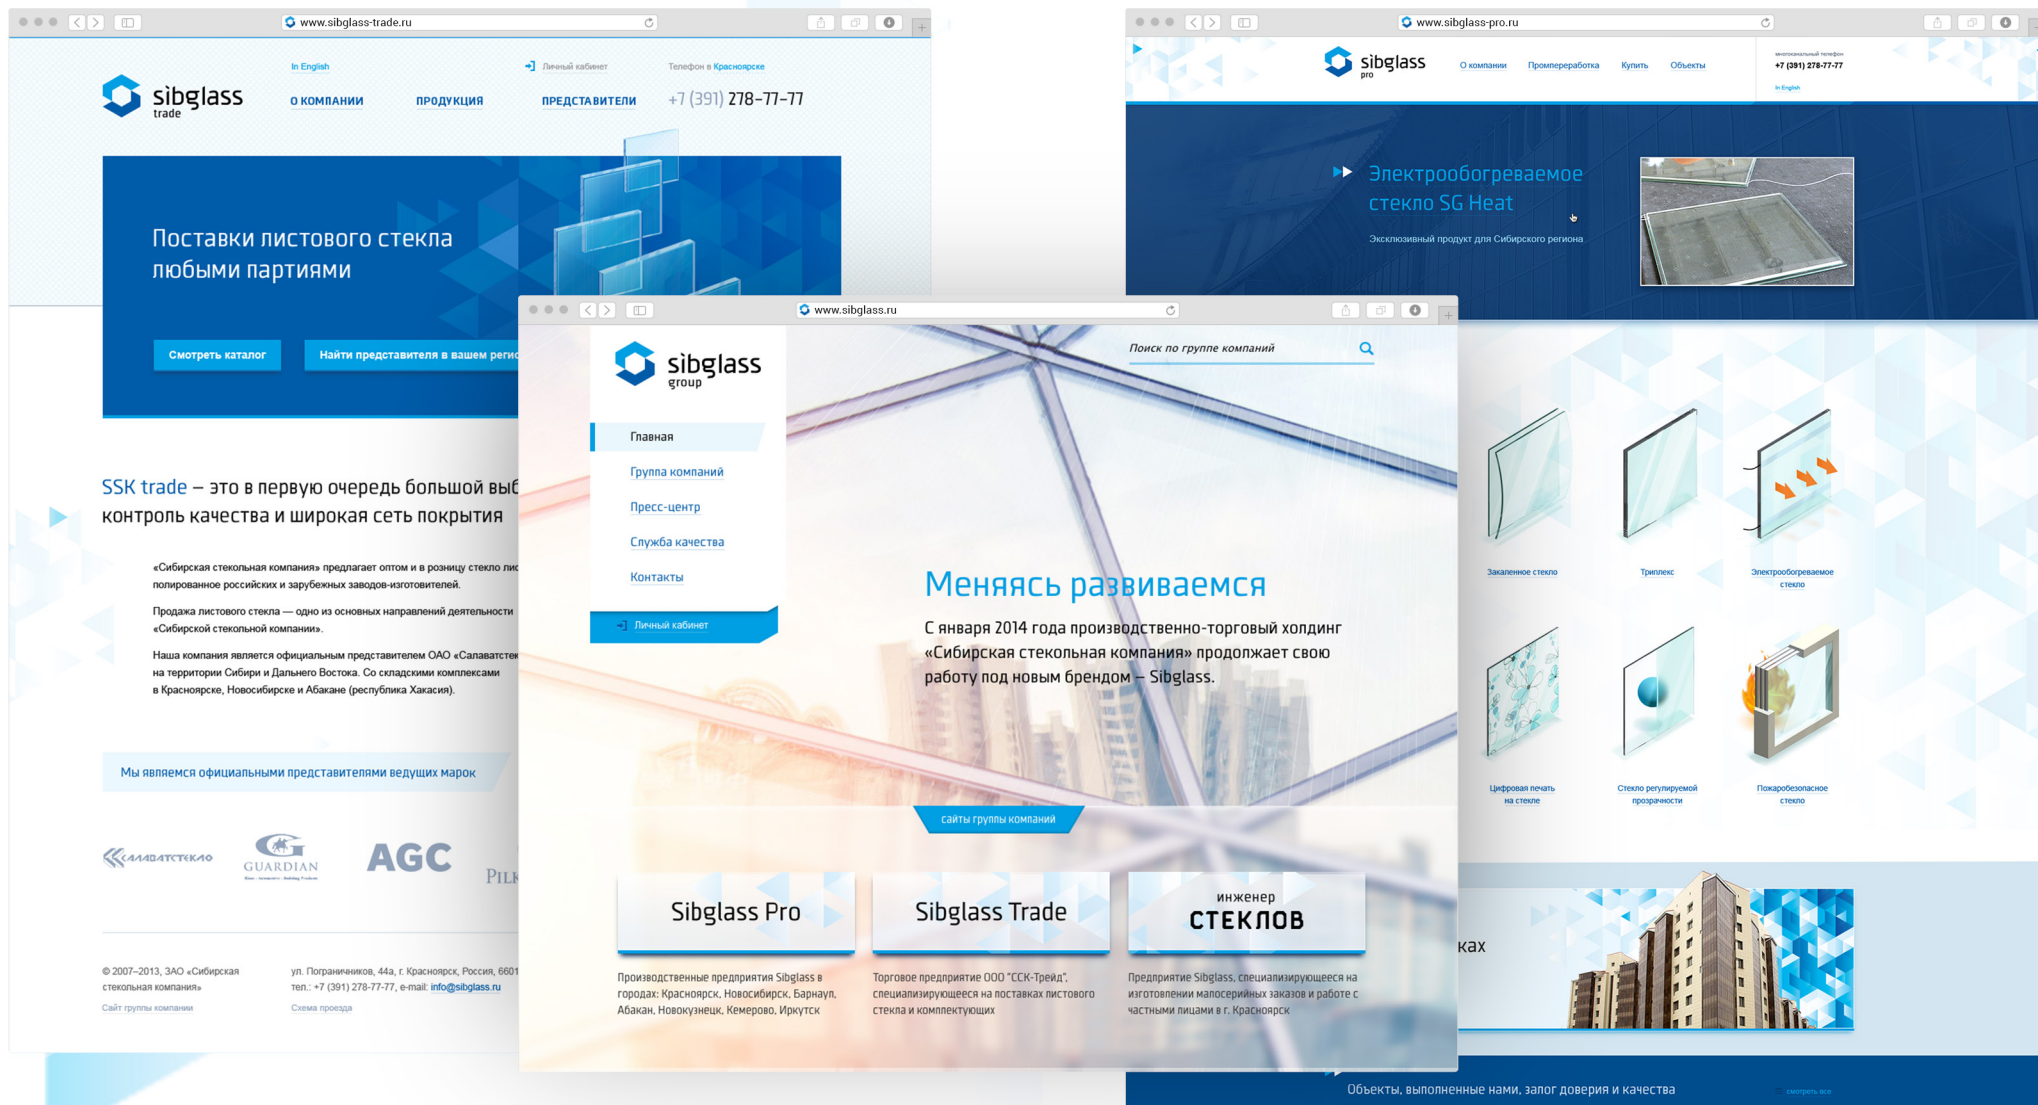 www.sibglass-trade.ru
In English
Личный кабинет
Телефон в Красноярске
sibglass
trade
О КОМПАНИИ
ПРОДУКЦИЯ
ПРЕДСТАВИТЕЛИ
+7 (391) 278-77-77
Поставки листового стекла
любыми партиями
Смотреть каталог
Найти представителя в вашем
SSK trade – это в первую очередь большой
контроль качества и широкая сеть покрытия
«Сибирская стекольная компания» предлагает оптом и в розницу стекло
полированное российских и зарубежных заводов-изготовителей.
Продажа листового стекла — одно из основных направлений деятельности
«Сибирской стекольной компании».
Наша компания является официальным представителем ОАО
на территории Сибири и Дальнего Востока. Со складскими комплексами
в Красноярске, Новосибирске и Абакане (республика Хакасия).
Мы являемся официальными представителями ведущих марок
САЛАВАТСТЕКЛО
GUARDIAN
AGC
© 2007–2013, ЗАО «Сибирская
стекольная компания»
Сайт группы компании
ул. Пограничников, 44а, г. Красноярск, Россия,
тел.: +7 (391) 278-77-77, e-mail: info@sibglass.ru
Схема проезда
www.sibglass.ru
sibglass
group
Поиск по группе компаний
Главная
Группа компаний
Пресс-центр
Служба качества
Контакты
Личный кабинет
Меняясь развиваемся
С января 2014 года производственно-торговый холдинг
«Сибирская стекольная компания» продолжает свою
работу под новым брендом – Sibglass.
сайты группы компаний
Sibglass Pro
Производственные предприятия Sibglass в
городах: Красноярск, Новосибирск, Барнаул,
Абакан, Новокузнецк, Кемерово, Иркутск
Sibglass Trade
Торговое предприятие ООО "ССК-Трейд",
специализирующееся на поставках листового
стекла и комплектующих
инженер
СТЕКЛОВ
Предприятие Sibglass, специализирующееся на
изготовлении малосерийных заказов и работе с
частными лицами в г. Красноярск
www.sibglass-pro.ru
sibglass
pro
О компании
Промпереработка
Купить
Объекты
многоканальный телефон
+7 (391) 278-77-77
In English
Электрообогреваемое
стекло SG Heat
Эксклюзивный продукт для Сибирского региона
Закаленное стекло
Триплекс
Электрообогреваемое
стекло
Цифровая печать
на стекле
Стекло регулируемой
прозрачности
Пожаробезопасное
стекло
Объекты, выполненные нами, залог доверия и качества
смотреть все